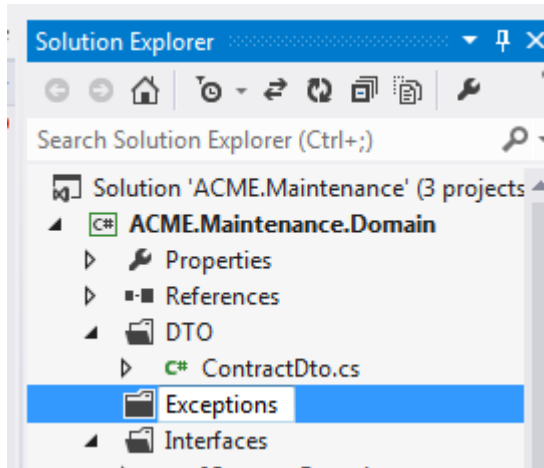 Solution Explorer
Search Solution Explorer (Ctrl+;)
Solution 'ACME.Maintenance' (3 projects
C# ACME.Maintenance.Domain
Properties
References
DTO
C# ContractDto.cs
Exceptions
Interfaces